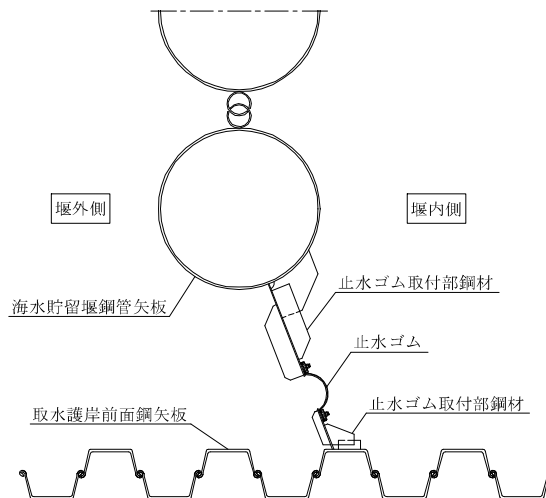 堰外側
堰内側
止水ゴム取付部鋼材
海水貯留堰鋼管矢板
止水ゴム
止水ゴム取付部鋼材
取水護岸前面鋼矢板